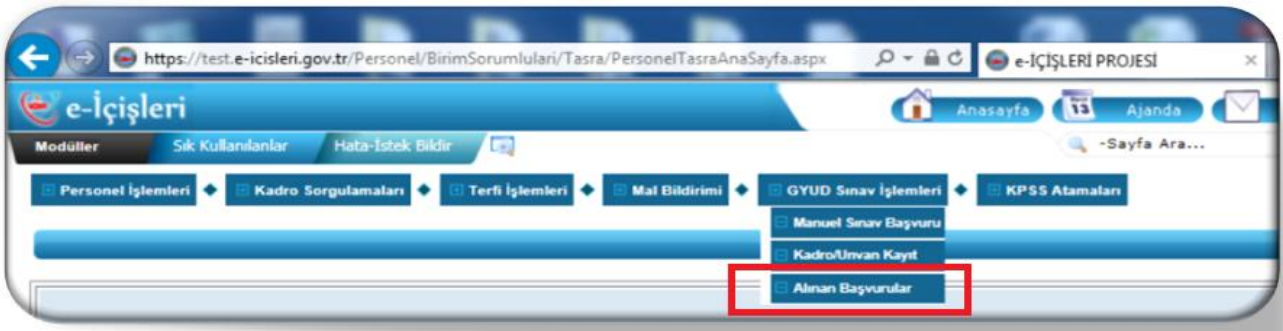 https://test.e-icisleri.gov.tr/Personel/BirimSorumlulari/Tasra/PersonelTasraAnaSayfa.aspx
e-İÇİŞLERİ PROJESİ
e-İçişleri
Anasayfa
13
Ajanda
Modüller
Sık Kullanılanlar
Hata-İstek Bildir
-Sayfa Ara...
Personel İşlemleri
Kadro Sorgulamaları
Terfi İşlemleri
Mal Bildirimi
GYUD Sınav İşlemleri
KPSS Atamaları
Manuel Sınav Başvuru
Kadro/Unvan Kayıt
Alınan Başvurular